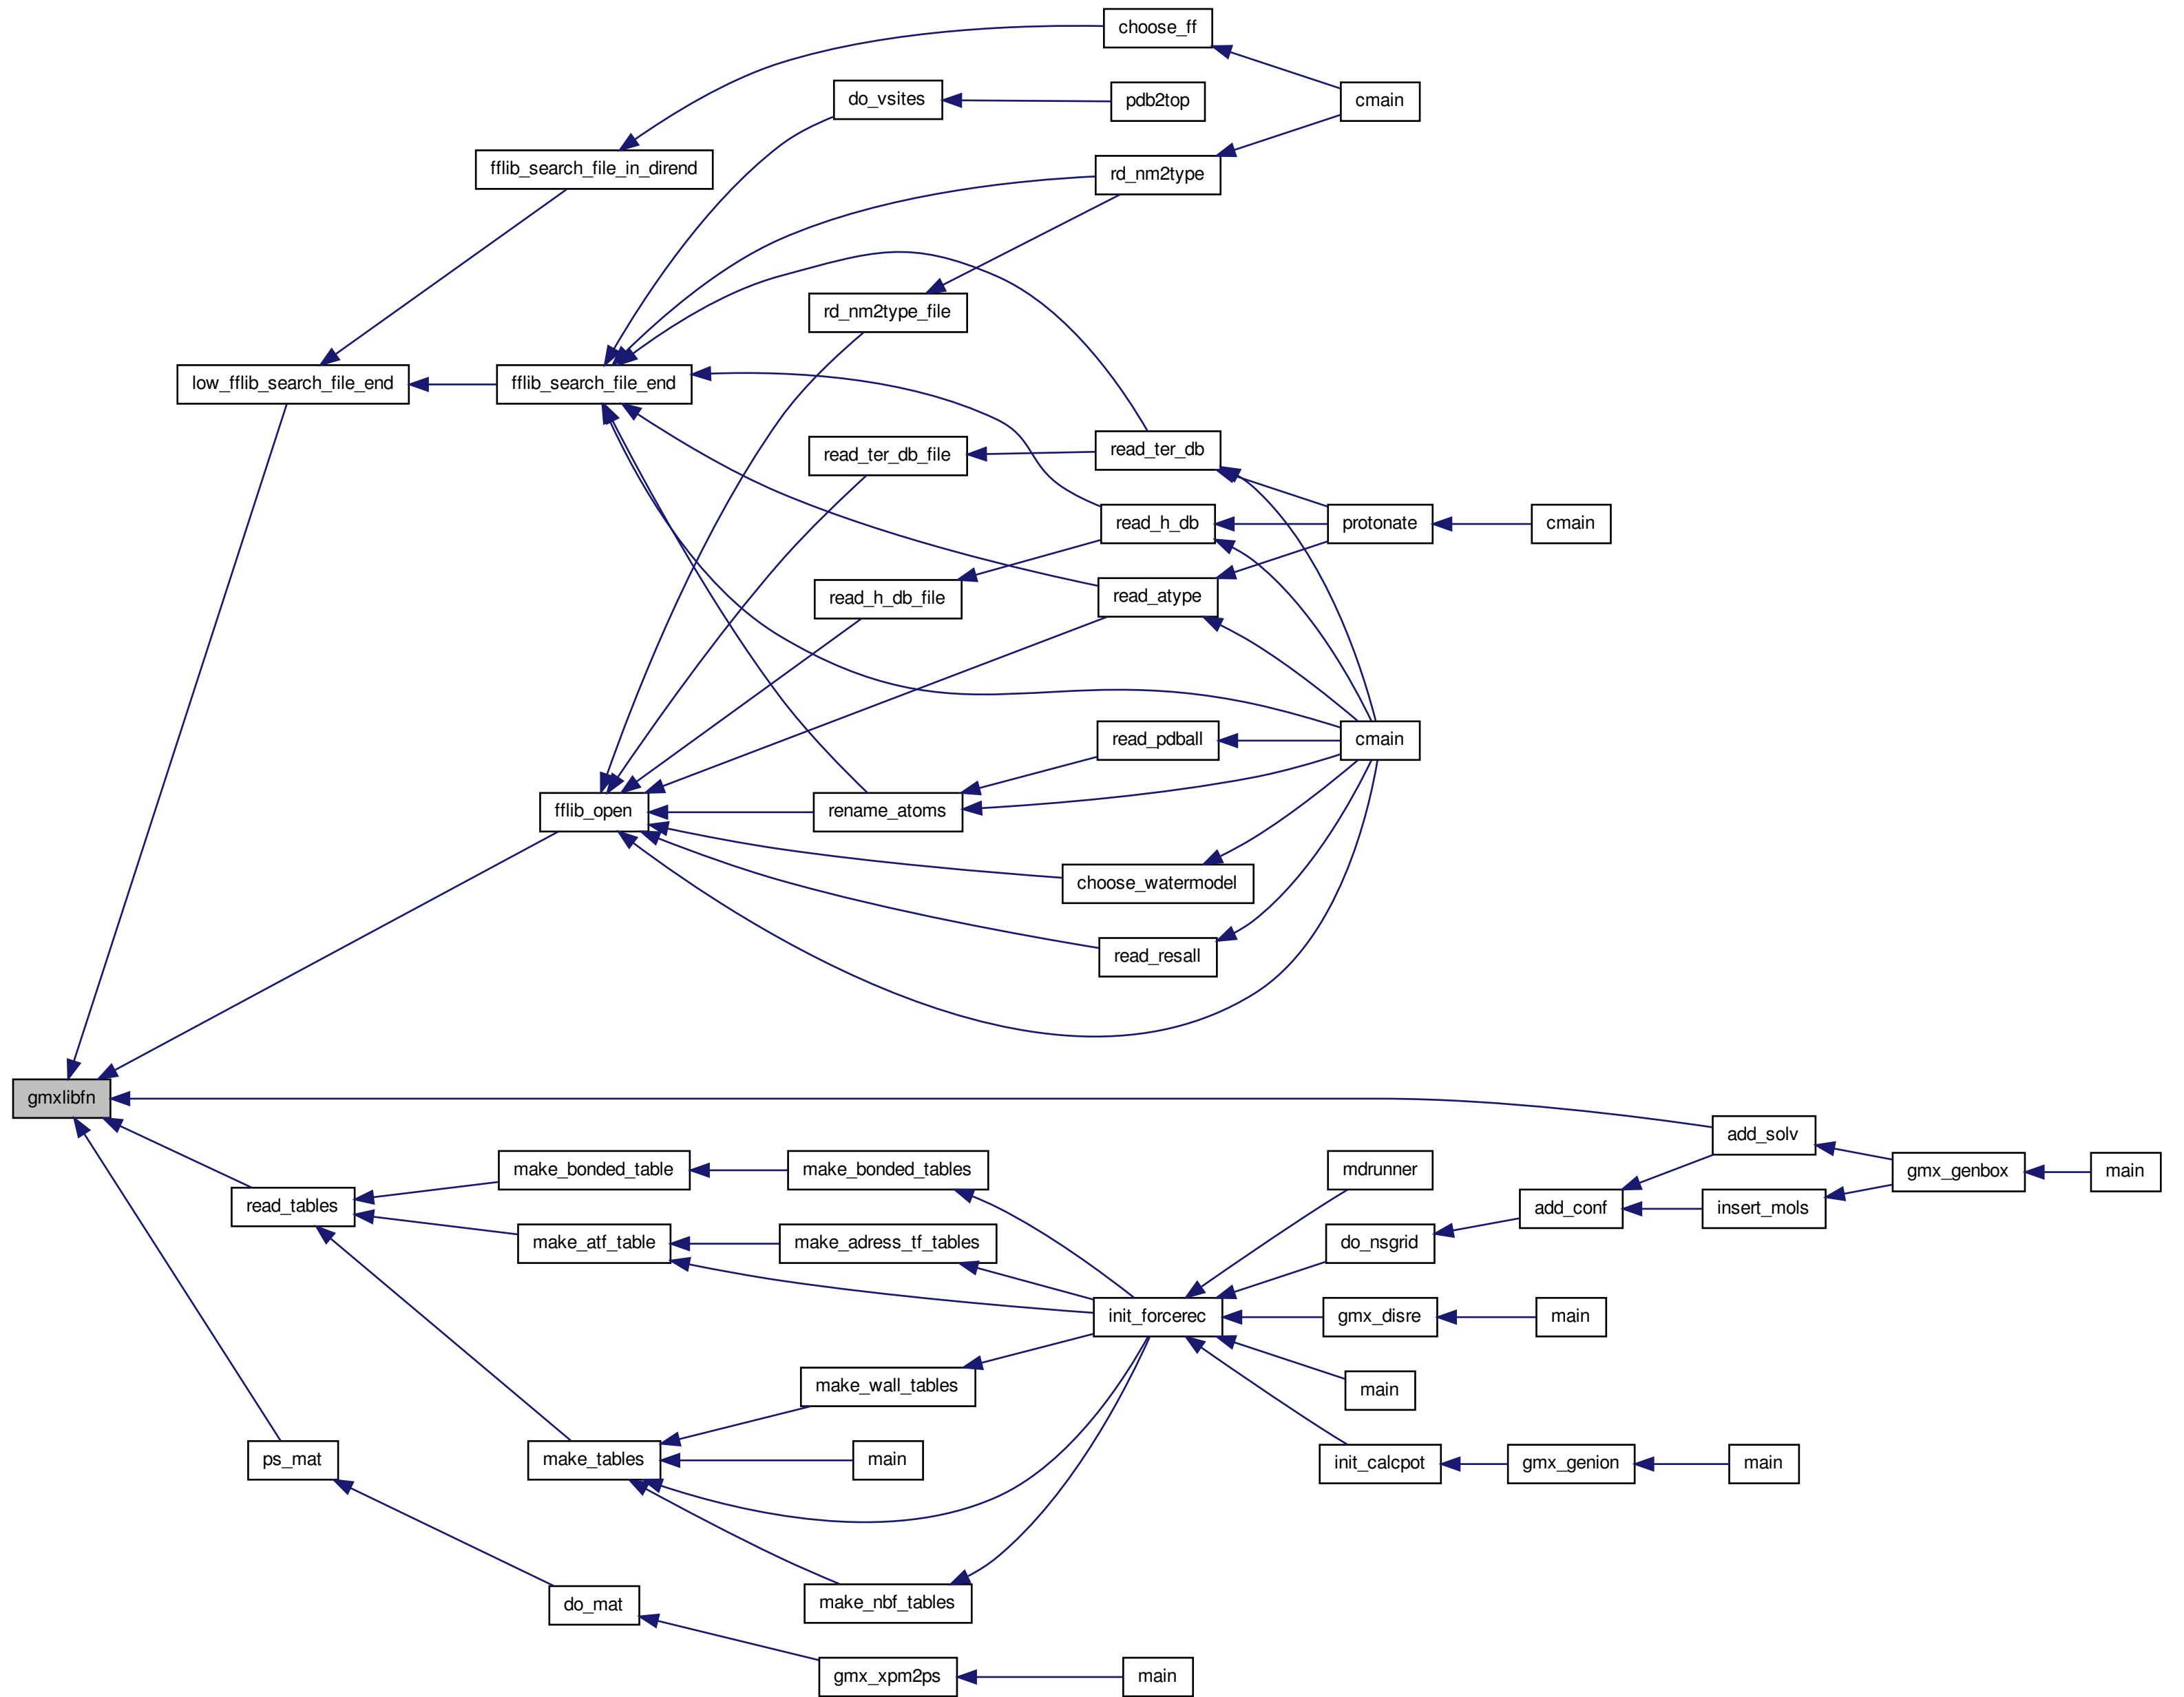 choose_ff
do_vsites
pdb2top
cmain
fflib_search_file_in_dirend
rd_nm2type
rd_nm2type_file
low_fflib_search_file_end
fflib_search_file_end
read_ter_db_file
read_ter_db
read_h_db
protonate
cmain
read_h_db_file
read_atype
read_pdball
cmain
fflib_open
rename_atoms
choose_watermodel
read_resall
gmxlibfn
add_solv
make_bonded_table
make_bonded_tables
mdrunner
gmx_genbox
main
read_tables
add_conf
insert_mols
make_atf_table
make_adress_tf_tables
do_nsgrid
init_forcerec
gmx_disre
main
make_wall_tables
main
ps_mat
make_tables
main
init_calcpot
gmx_genion
main
do_mat
make_nbf_tables
gmx_xpm2ps
main